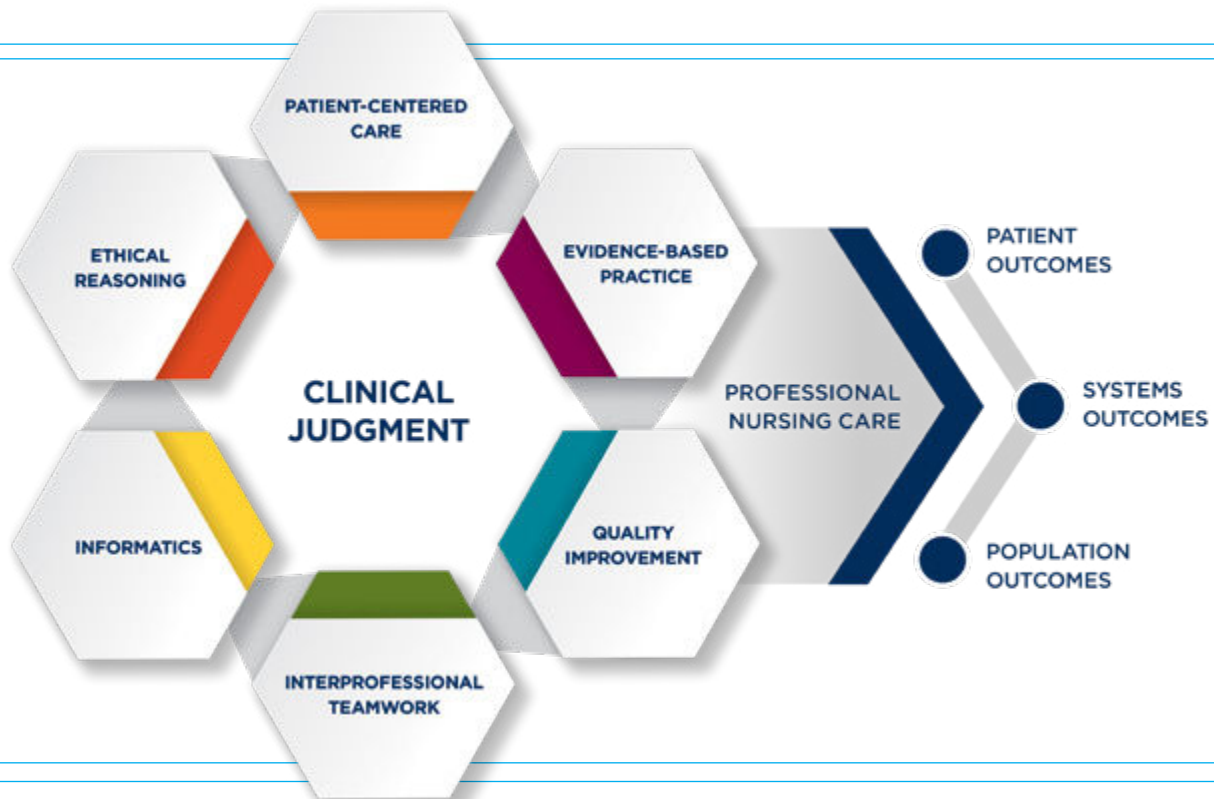 PATIENT-CENTERED
CARE
ETHICAL
REASONING
EVIDENCE-BASED
PRACTICE
CLINICAL
JUDGMENT
INFORMATICS
QUALITY
IMPROVEMENT
INTERPROFESSIONAL
TEAMWORK
PROFESSIONAL
NURSING CARE
PATIENT
OUTCOMES
SYSTEMS
OUTCOMES
POPULATION
OUTCOMES